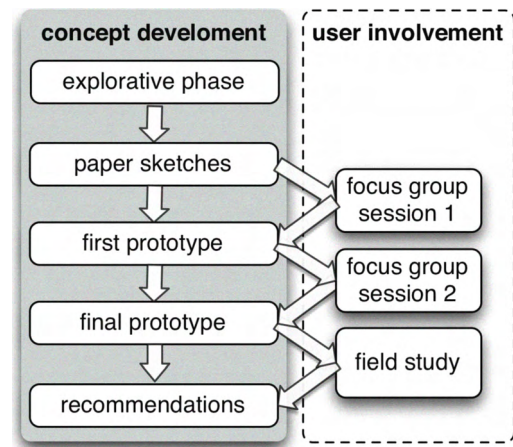 concept develoment
explorative phase
paper sketches
first prototype
final prototype
recommendations
user involvement
focus group
session 1
focus group
session 2
field study